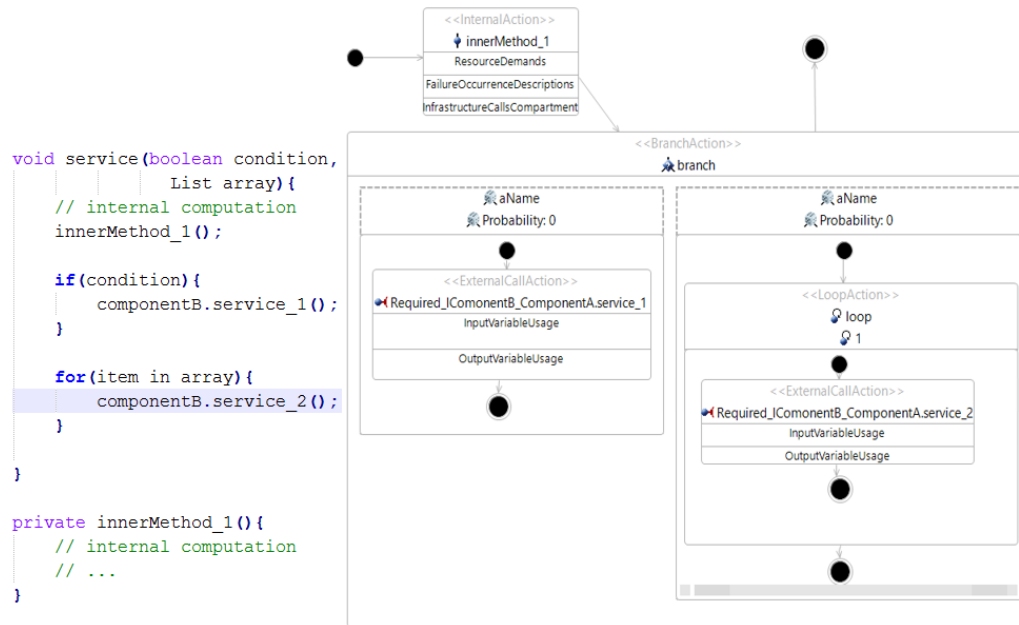 void service(boolean condition,
List array){
// internal computation
innerMethod_1();
if(condition){
componentB.service_1();
}
for(item in array){
componentB.service_2();
}
}
private innerMethod_1(){
// internal computation
// ...
}
<<InternalAction>>
innerMethod_1
ResourceDemands
FailureOccurrenceDescriptions
InfrastructureCallsCompartment
<<BranchAction>>
branch
aName
Probability: 0
<<ExternalCallAction>>
Required_IComonentB_ComponentA.service_1
InputVariableUsage
OutputVariableUsage
aName
Probability: 0
<<LoopAction>>
loop
1
<<ExternalCallAction>>
Required_IComonentB_ComponentA.service_2
InputVariableUsage
OutputVariableUsage